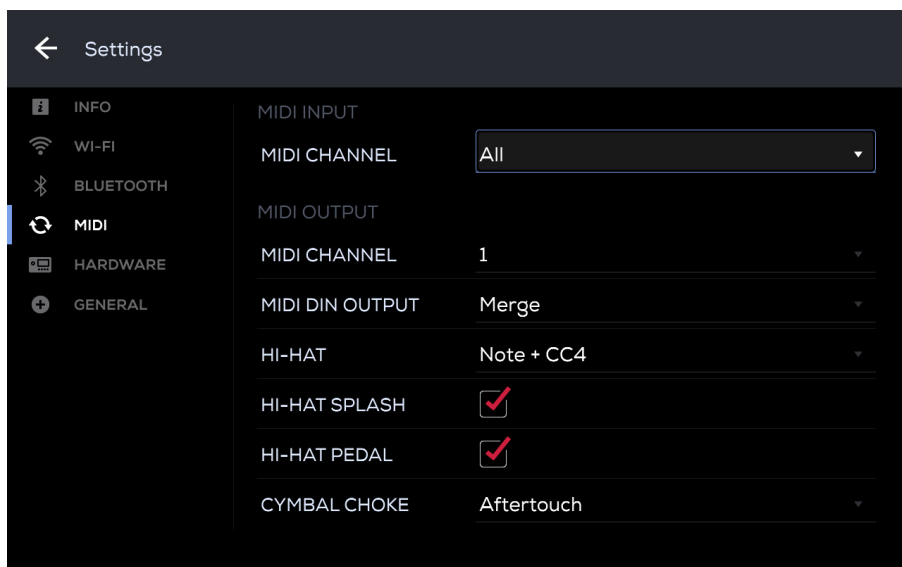 Settings
INFO
WI-FI
BLUETOOTH
MIDI
HARDWARE
GENERAL
MIDI INPUT
MIDI CHANNEL All
MIDI OUTPUT
MIDI CHANNEL 1
MIDI DIN OUTPUT Merge
HI-HAT Note + CC4
HI-HAT SPLASH
HI-HAT PEDAL
CYMBAL CHOKE Aftertouch